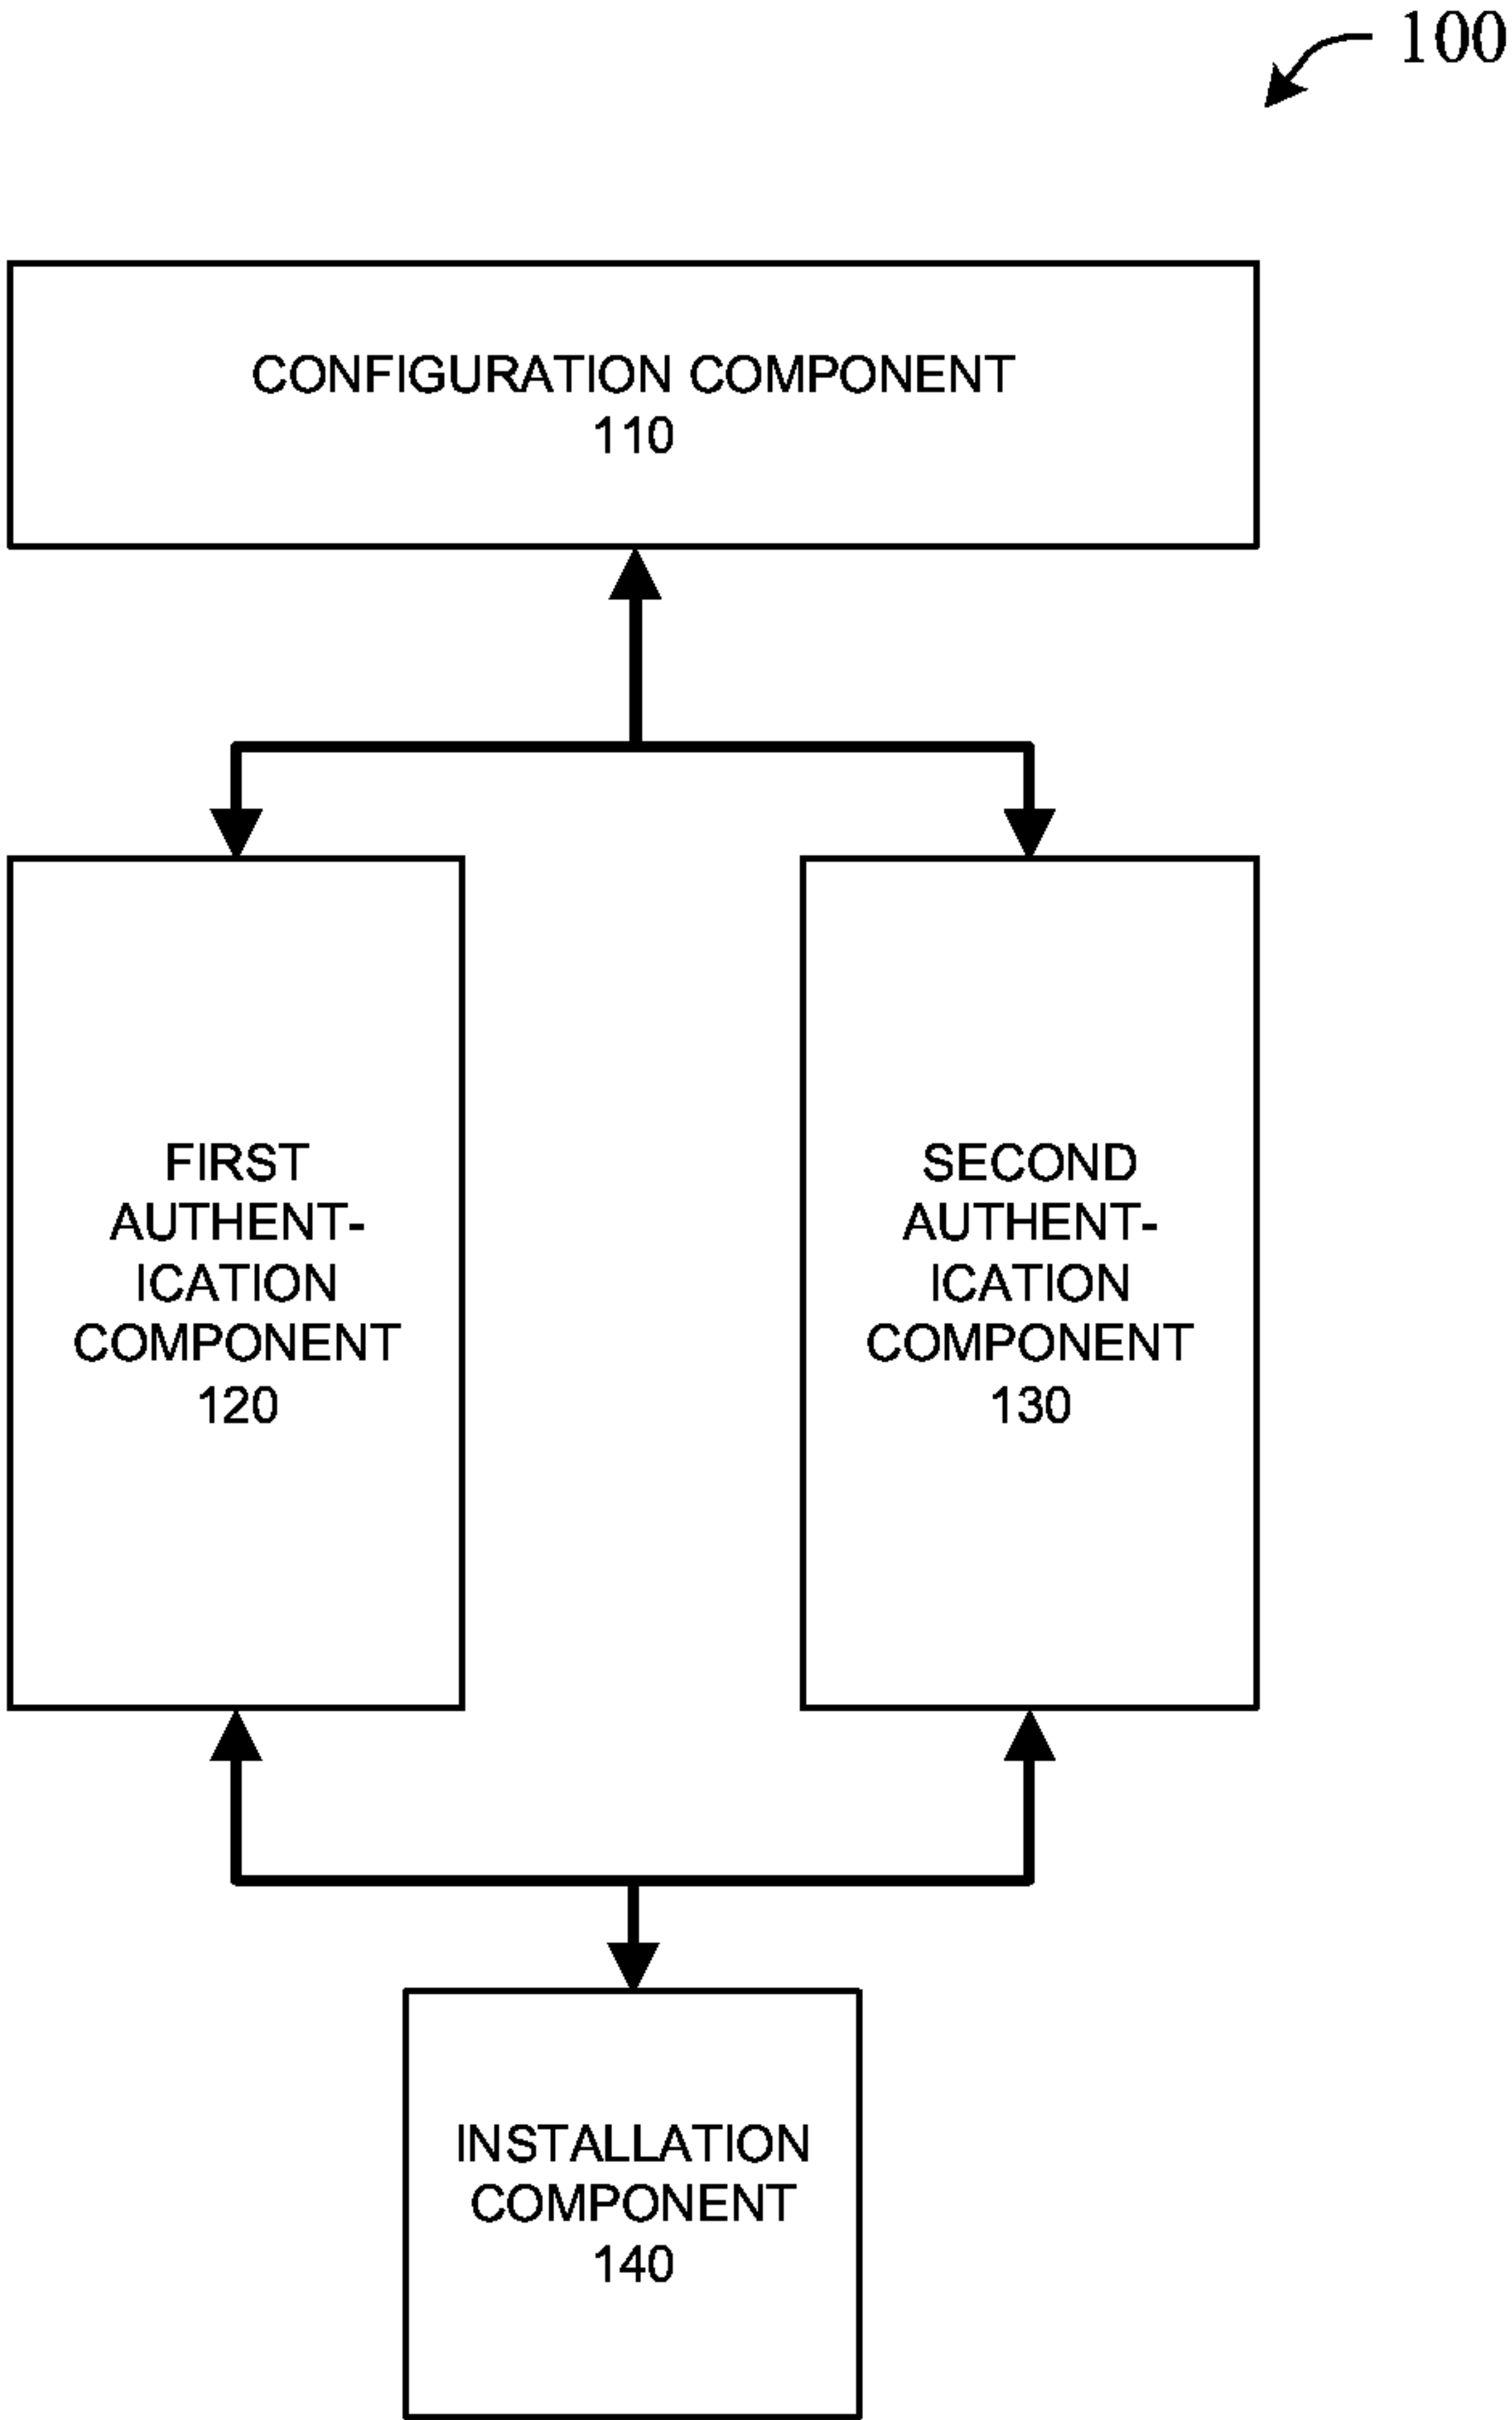 100
CONFIGURATION COMPONENT
110
FIRST
AUTHENT-
ICATION
COMPONENT
120
SECOND
AUTHENT-
ICATION
COMPONENT
130
INSTALLATION
COMPONENT
140